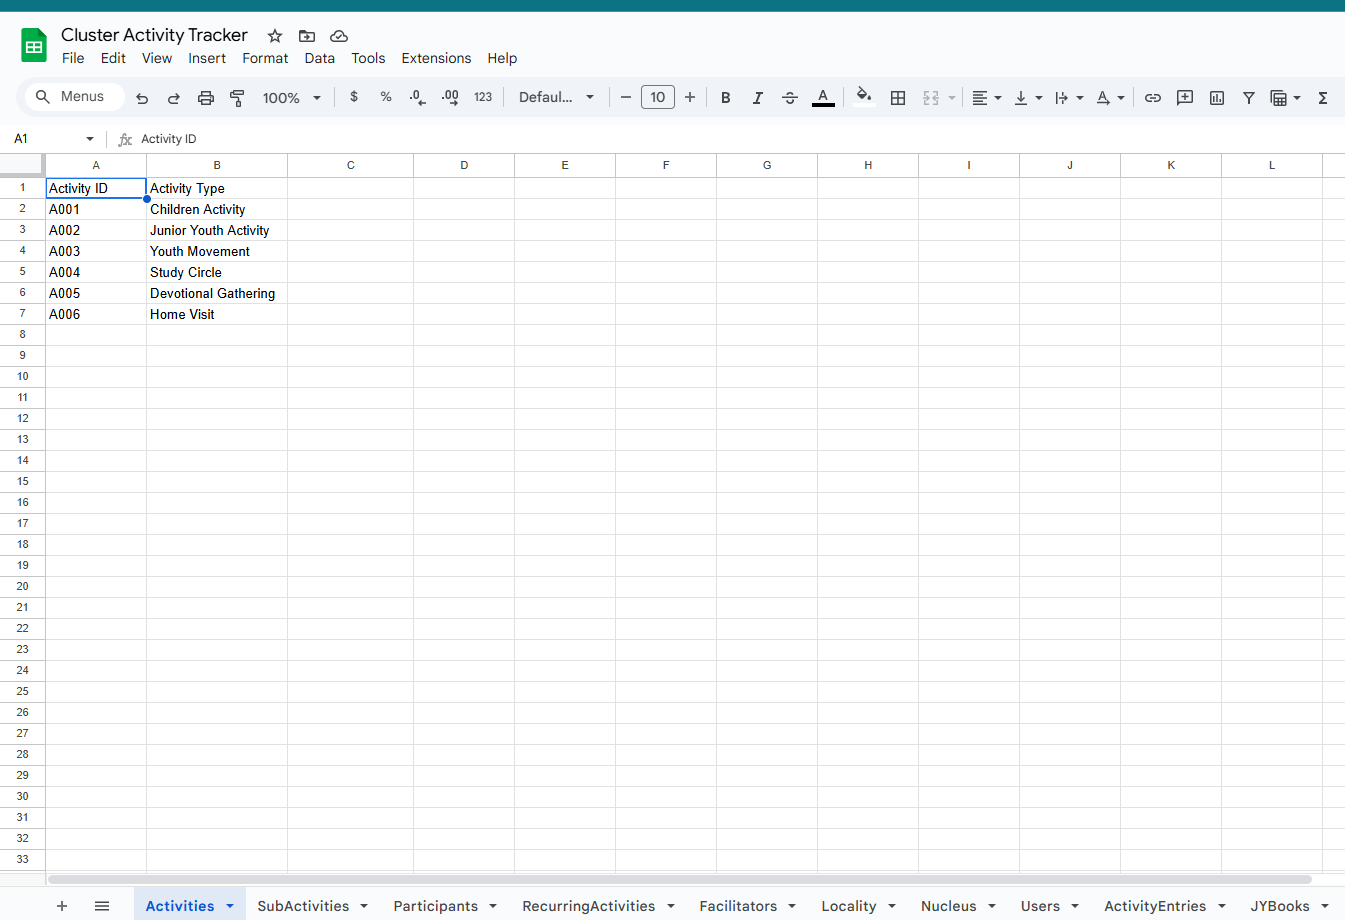 Cluster Activity Tracker
File Edit View Insert Format Data Tools Extensions Help
Menus 100% $ % .0 .00 123 Defaul... 10 B I A Σ
A1 fx Activity ID
A B C D E F G H I J K L
1 Activity ID Activity Type
2 A001 Children Activity
3 A002 Junior Youth Activity
4 A003 Youth Movement
5 A004 Study Circle
6 A005 Devotional Gathering
7 A006 Home Visit
8
9
10
11
12
13
14
15
16
17
18
19
20
21
22
23
24
25
26
27
28
29
30
31
32
33
Activities SubActivities Participants RecurringActivities Facilitators Locality Nucleus Users ActivityEntries JYBooks